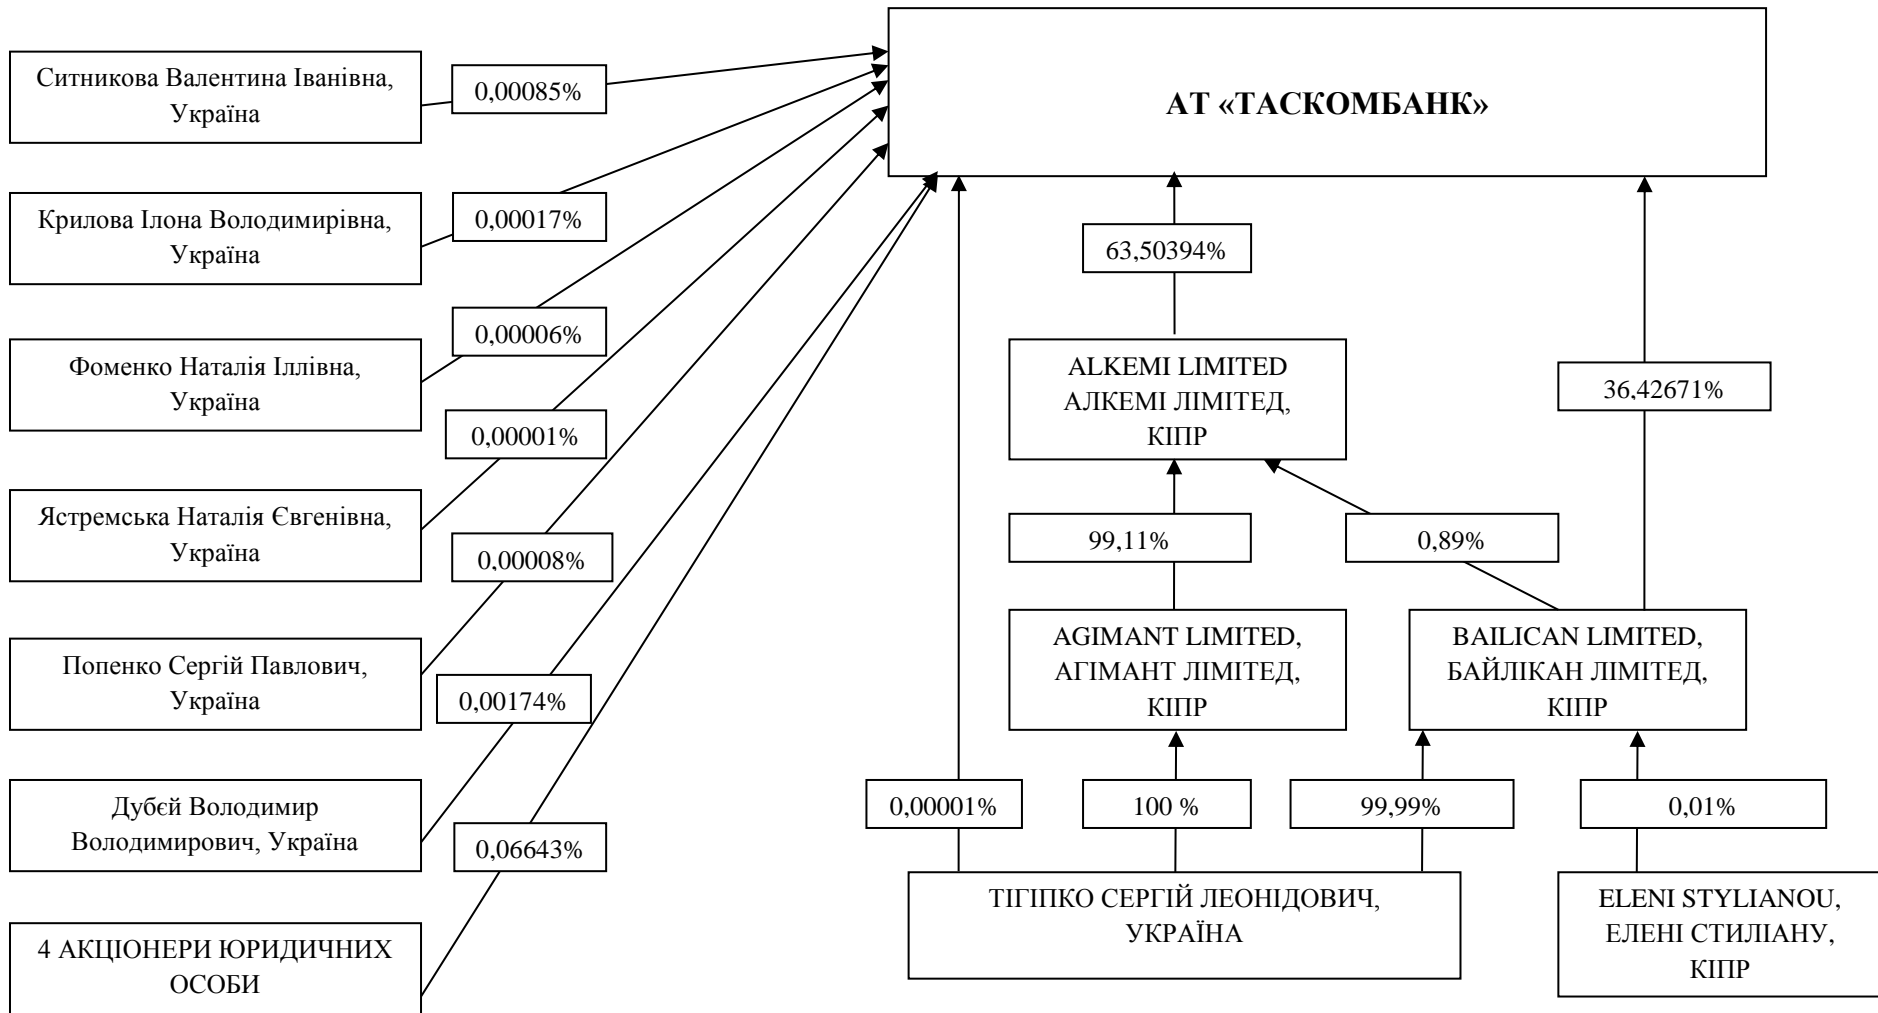 АТ «ТАСКОМБАНК»
Ситникова Валентина Іванівна,
Україна
0,00085%
Крилова Ілона Володимирівна,
Україна
0,00017%
63,50394%
Фоменко Наталія Іллівна,
Україна
0,00006%
ALKEMI LIMITED
АЛКЕМІ ЛІМІТЕД,
КІПР
36,42671%
0,00001%
Ястремська Наталія Євгенівна,
Україна
0,00008%
99,11%
0,89%
Попенко Сергій Павлович,
Україна
0,00174%
AGIMANT LIMITED,
АГІМАНТ ЛІМІТЕД,
КІПР
BAILICAN LIMITED,
БАЙЛІКАН ЛІМІТЕД,
КІПР
Дубєй Володимир
Володимирович, Україна
0,06643%
0,00001%
100 %
99,99%
0,01%
4 АКЦІОНЕРИ ЮРИДИЧНИХ
ОСОБИ
ТІГІПКО СЕРГІЙ ЛЕОНІДОВИЧ,
УКРАЇНА
ELENI STYLIANOU,
ЕЛЕНІ СТИЛІАНУ,
КІПР